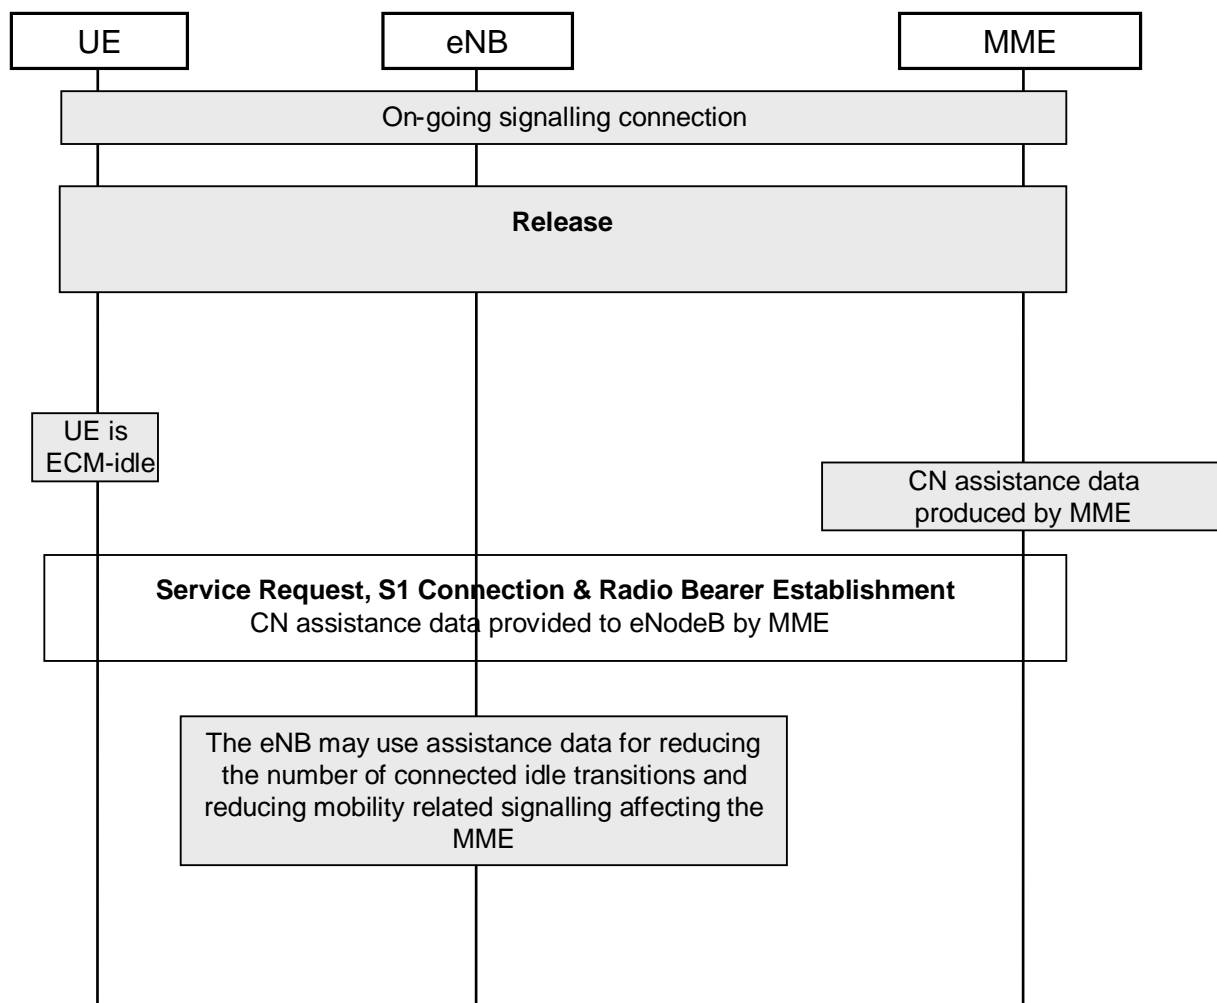 UE
eNB
MME
On-going signalling connection
Release
UE is
ECM-idle
CN assistance data
produced by MME
Service Request, S1 Connection & Radio Bearer Establishment
CN assistance data provided to eNodeB by MME
The eNB may use assistance data for reducing
the number of connected idle transitions and
reducing mobility related signalling affecting the
MME